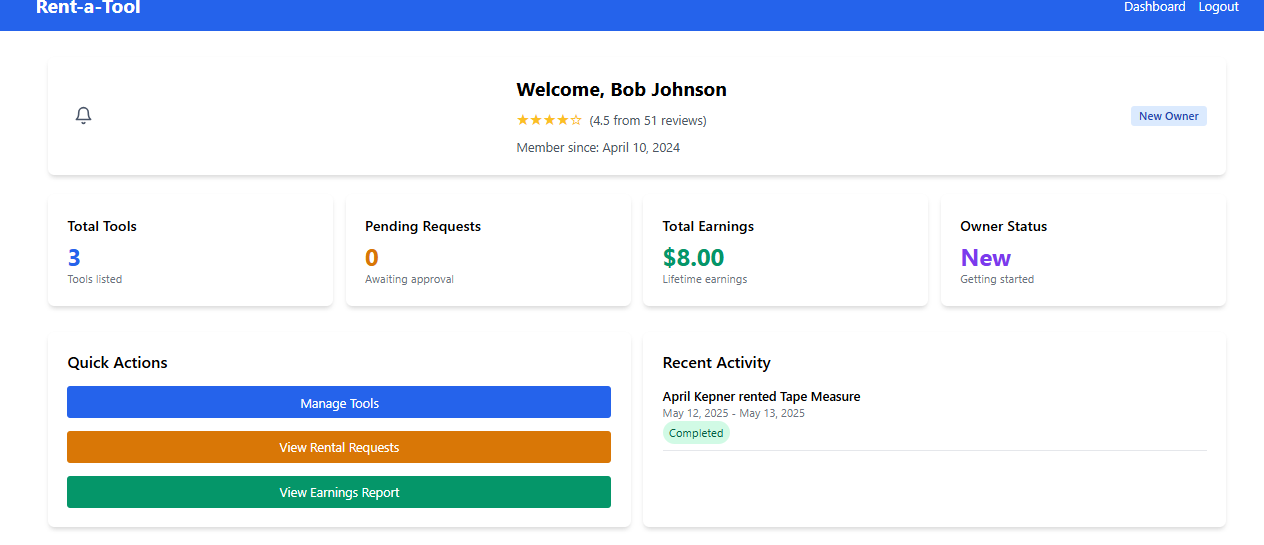 Rent-a-Tool
Dashboard Logout
Welcome, Bob Johnson
★★★★☆ (4.5 from 51 reviews)
Member since: April 10, 2024
New Owner
Total Tools
3
Tools listed
Pending Requests
0
Awaiting approval
Total Earnings
$8.00
Lifetime earnings
Owner Status
New
Getting started
Quick Actions
Manage Tools
View Rental Requests
View Earnings Report
Recent Activity
April Kepner rented Tape Measure
May 12, 2025 - May 13, 2025
Completed